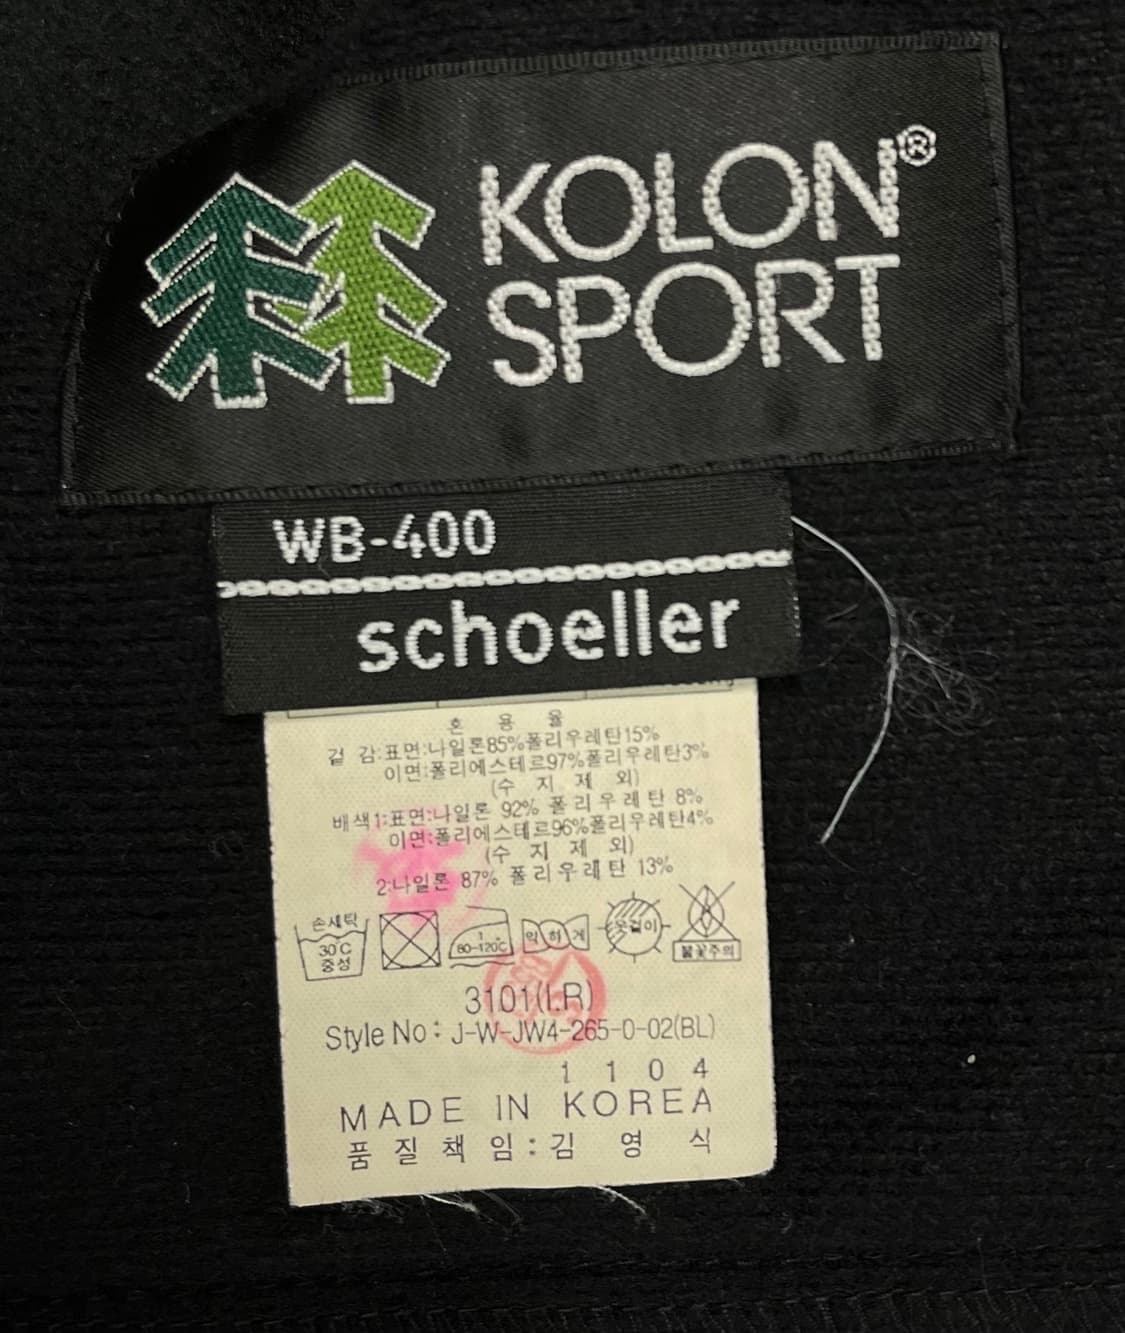 KOLON®
SPORT
WB-400
schoeller
혼 용 율
겉 감:표면:나일론85%폴리우레탄15%
이면:폴리에스테르97%폴리우레탄3%
(수 지 제 외)
배색1:표면:나일론 92% 폴리우레탄 8%
이면:폴리에스테르96%폴리우레탄4%
(수 지 제 외)
2:나일론 87% 폴리우레탄 13%
손세탁
30°C
중성
1
80-120°C
약하게
옷걸이
불꽃주의
3101(I.R)
Style No: J-W-JW4-265-0-02(BL)
1 1 0 4
MADE IN KOREA
품 질 책 임:김 영 식